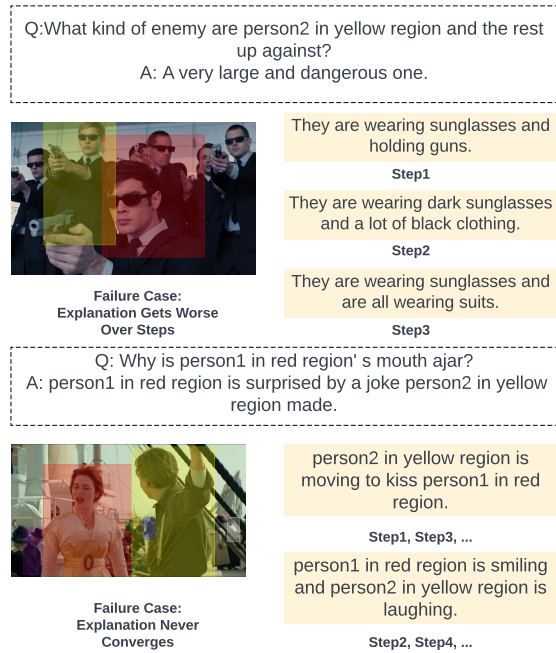 Q:What kind of enemy are person2 in yellow region and the rest
up against?
A: A very large and dangerous one.
They are wearing sunglasses and
holding guns.
Step1
They are wearing dark sunglasses
and a lot of black clothing.
Step2
They are wearing sunglasses and
are all wearing suits.
Step3
Failure Case:
Explanation Gets Worse
Over Steps
Q: Why is person1 in red region' s mouth ajar?
A: person1 in red region is surprised by a joke person2 in yellow
region made.
person2 in yellow region is
moving to kiss person1 in red
region.
Step1, Step3, ...
person1 in red region is smiling
and person2 in yellow region is
laughing.
Step2, Step4, ...
Failure Case:
Explanation Never
Converges